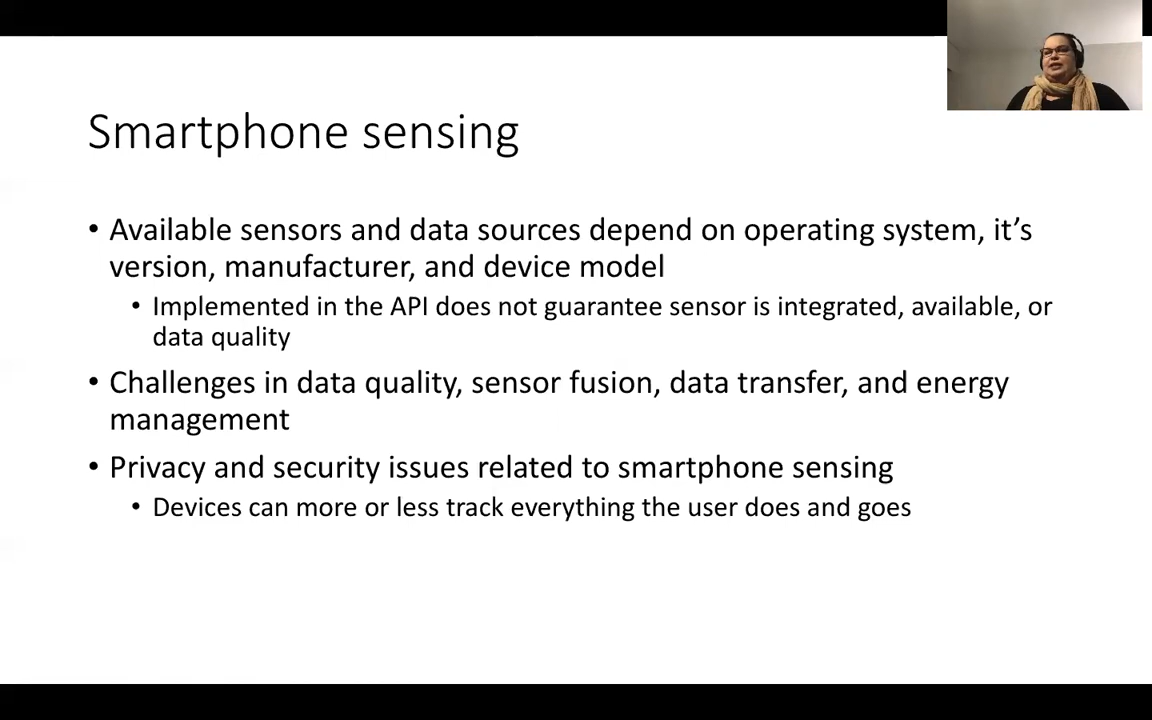 Smartphone sensing
• Available sensors and data sources depend on operating system, it’s
version, manufacturer, and device model
• Implemented in the API does not guarantee sensor is integrated, available, or
data quality
• Challenges in data quality, sensor fusion, data transfer, and energy
management
• Privacy and security issues related to smartphone sensing
• Devices can more or less track everything the user does and goes